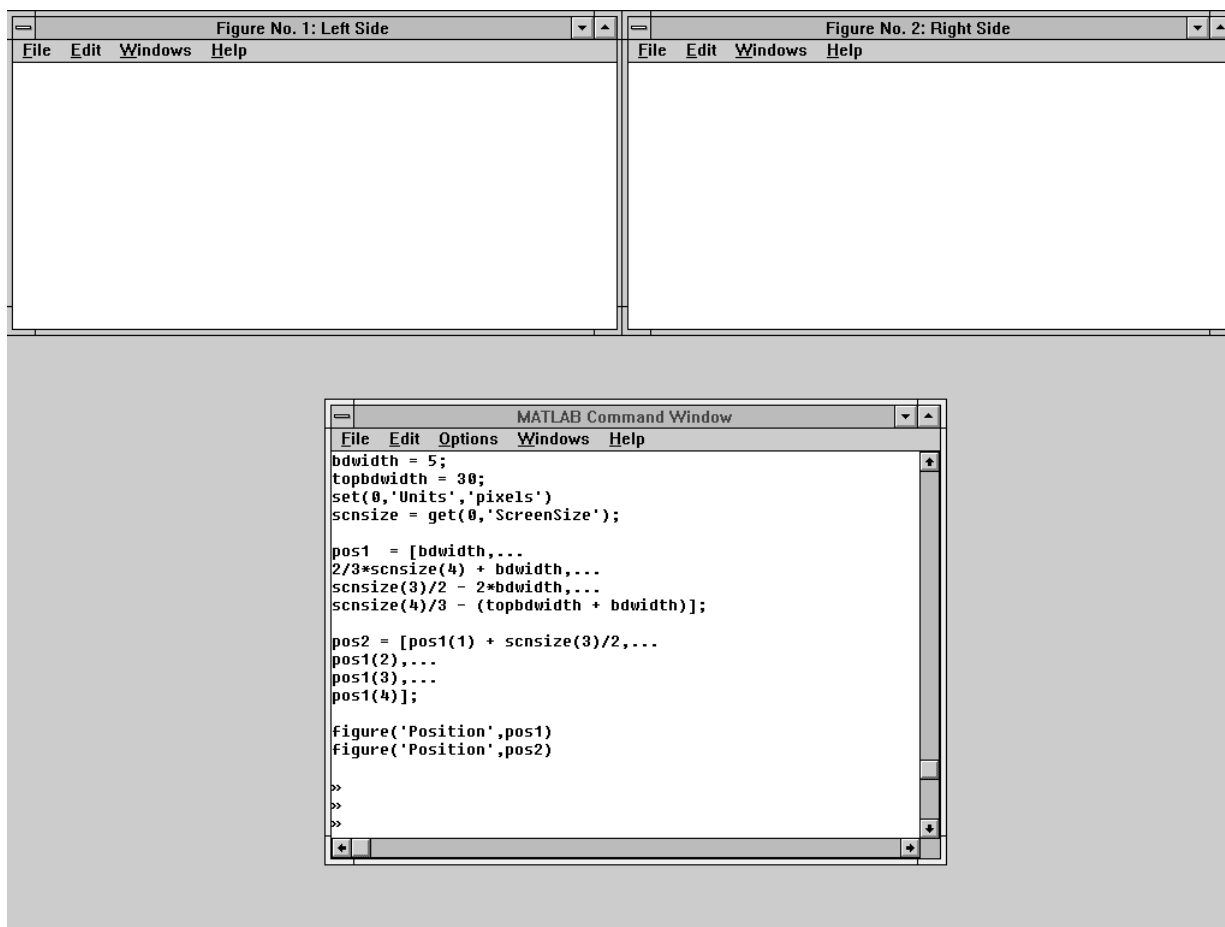 Figure No. 1: Left Side
File Edit Windows Help
Figure No. 2: Right Side
File Edit Windows Help
MATLAB Command Window
File Edit Options Windows Help
bdwidth = 5;
topbdwidth = 30;
set(0,'Units','pixels')
scnsize = get(0,'ScreenSize');
pos1  = [bdwidth,...
2/3*scnsize(4) + bdwidth,...
scnsize(3)/2 - 2*bdwidth,...
scnsize(4)/3 - (topbdwidth + bdwidth)];
pos2 = [pos1(1) + scnsize(3)/2,...
pos1(2),...
pos1(3),...
pos1(4)];
figure('Position',pos1)
figure('Position',pos2)
»
»
»